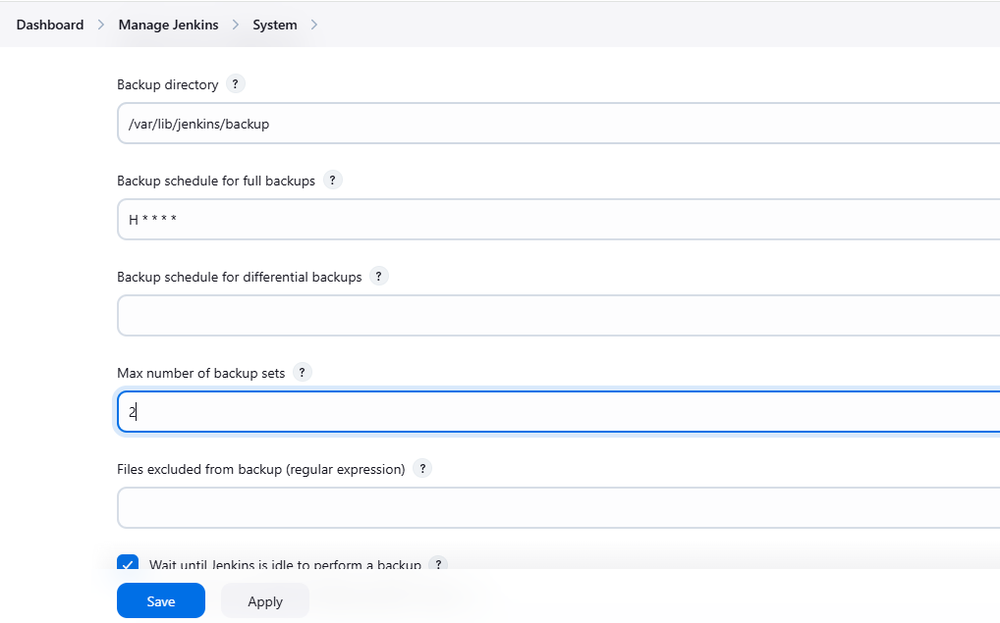 Dashboard > Manage Jenkins > System >
Backup directory ?
/var/lib/jenkins/backup
Backup schedule for full backups ?
H * * * *
Backup schedule for differential backups ?
Max number of backup sets ?
2
Files excluded from backup (regular expression) ?
Wait until Jenkins is idle to perform a backup ?
Save Apply